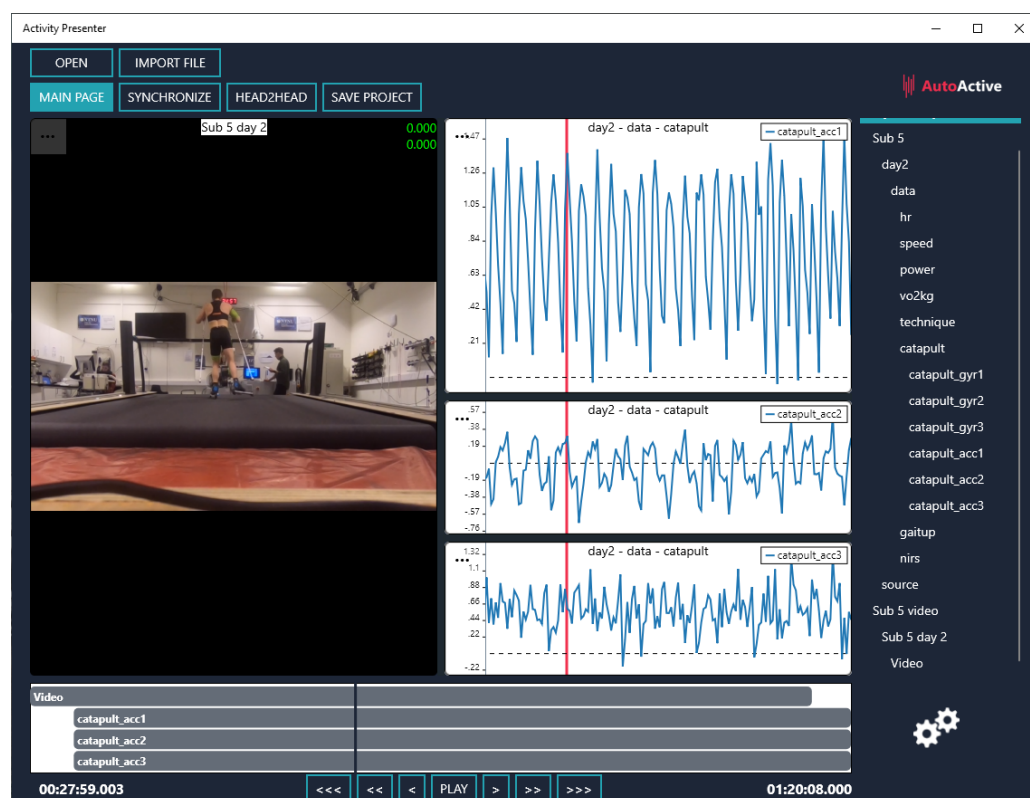 Activity Presenter
OPEN
IMPORT FILE
MAIN PAGE
SYNCHRONIZE
HEAD2HEAD
SAVE PROJECT
AutoActive
Sub 5 day 2
0.000
0.000
day2 - data - catapult
catapult_acc1
1.26
1.05
.84
.63
.42
.21
day2 - data - catapult
catapult_acc2
.57
.38
.19
-.19
-.38
-.57
-.76
day2 - data - catapult
catapult_acc3
1.32
1.1
.88
.66
.44
.22
-.22
Sub 5
day2
data
hr
speed
power
vo2kg
technique
catapult
catapult_gyr1
catapult_gyr2
catapult_gyr3
catapult_acc1
catapult_acc2
catapult_acc3
gaitup
nirs
source
Sub 5 video
Sub 5 day 2
Video
Video
catapult_acc1
catapult_acc2
catapult_acc3
00:27:59.003
<<<
<<
<
PLAY
>
>>
>>>
01:20:08.000